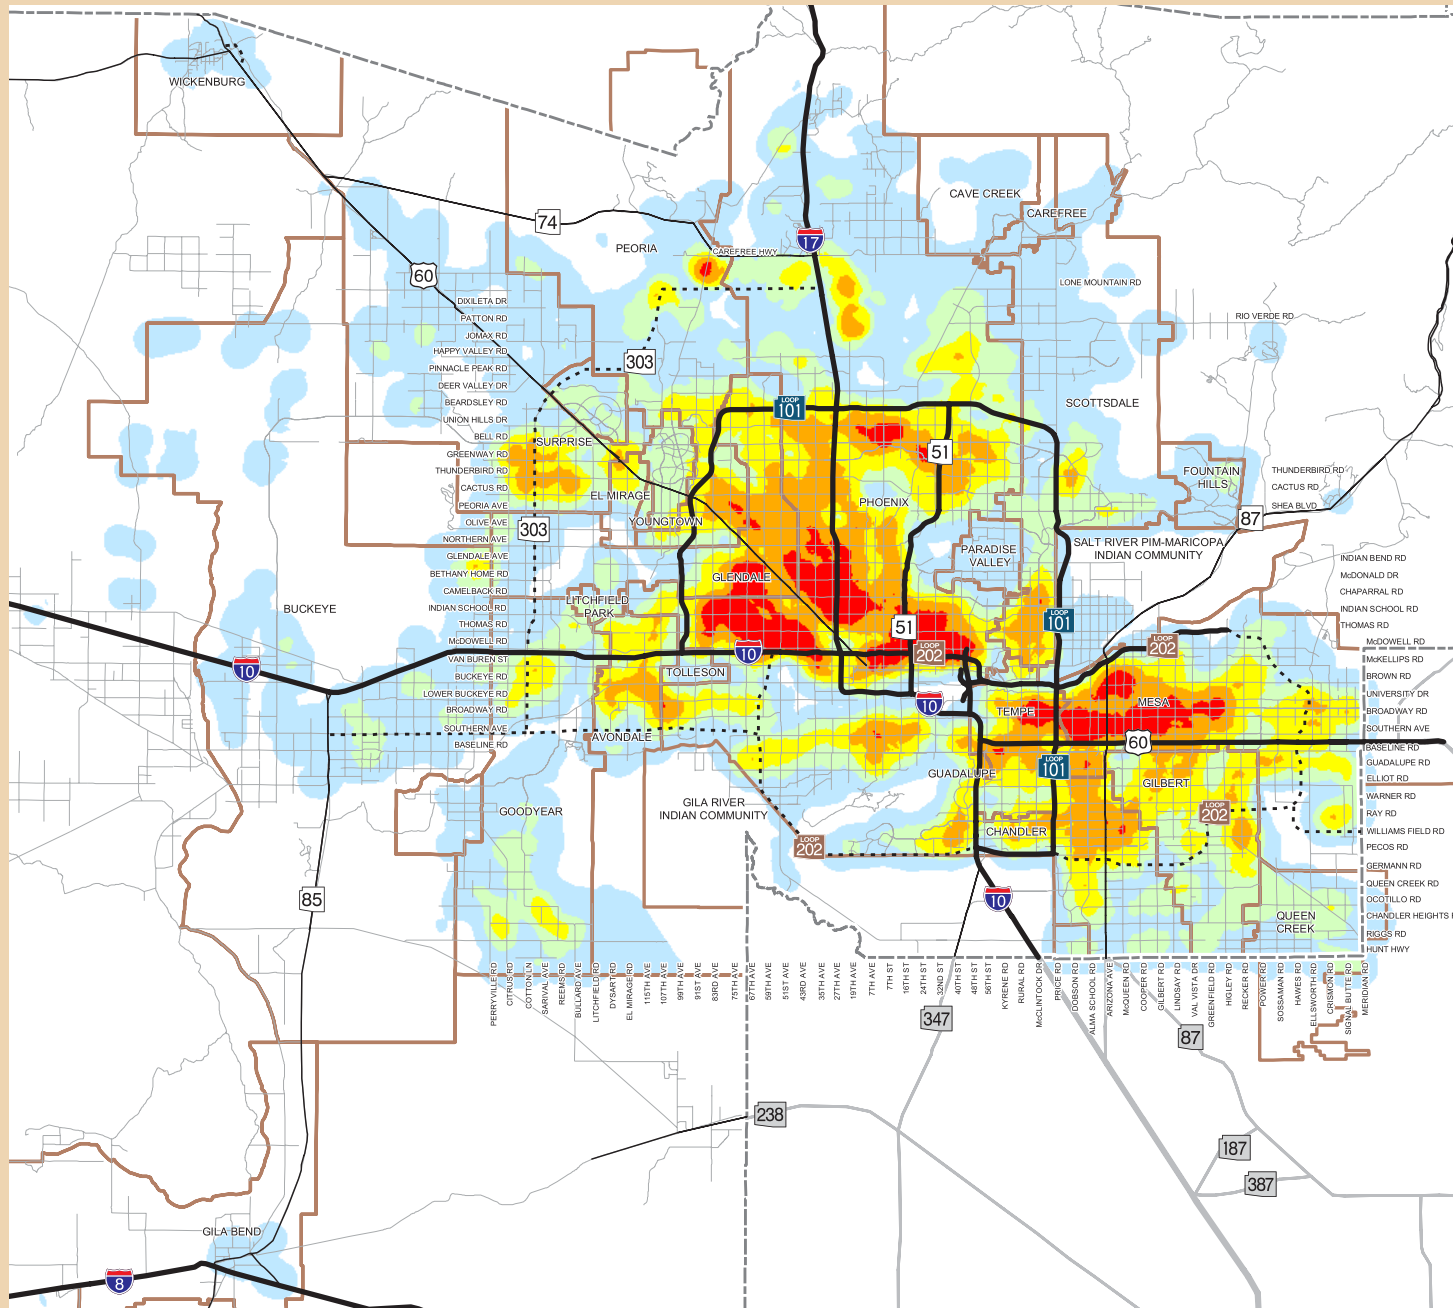 WICKENBURG
CAVE CREEK
CAREFREE
74
PEORIA
CAREFREE HWY
17
60
LONE MOUNTAIN RD
DIXILETA DR
PATTON RD
JOMAX RD
HAPPY VALLEY RD
PINNACLE PEAK RD
DEER VALLEY DR
BEARDSLEY RD
UNION HILLS DR
BELL RD
GREENWAY RD
THUNDERBIRD RD
CACTUS RD
PEORIA AVE
OLIVE AVE
NORTHERN AVE
GLENDALE AVE
BETHANY HOME RD
CAMELBACK RD
INDIAN SCHOOL RD
THOMAS RD
McDOWELL RD
VAN BUREN ST
BUCKEYE RD
LOWER BUCKEYE RD
BROADWAY RD
SOUTHERN AVE
BASELINE RD
RIO VERDE RD
303
LOOP
101
SCOTTSDALE
SURPRISE
51
FOUNTAIN
HILLS
THUNDERBIRD RD
CACTUS RD
SHEA BLVD
EL MIRAGE
PHOENIX
YOUNGTOWN
87
303
SALT RIVER PIM-MARICOPA
INDIAN COMMUNITY
PARADISE
VALLEY
INDIAN BEND RD
McDONALD DR
CHAPARRAL RD
INDIAN SCHOOL RD
THOMAS RD
McDOWELL RD
McKELLIPS RD
BROWN RD
UNIVERSITY DR
BROADWAY RD
SOUTHERN AVE
BASELINE RD
GUADALUPE RD
ELLIOT RD
WARNER RD
RAY RD
WILLIAMS FIELD RD
PECOS RD
GERMANN RD
QUEEN CREEK RD
OCOTILLO RD
CHANDLER HEIGHTS
RIGGS RD
HUNT HWY
GLENDALE
BUCKEYE
LITCHFIELD
PARK
LOOP
101
51
LOOP
202
LOOP
202
10
10
TOLLESON
10
TEMPE
MESA
AVONDALE
60
LOOP
101
GUADALUPE
GILBERT
GOODYEAR
GILA RIVER
INDIAN COMMUNITY
LOOP
202
CHANDLER
LOOP
202
85
10
QUEEN
CREEK
PERRYVILLE RD
CITRUS RD
COTTON LN
SARIVAL AVE
REEMS RD
BULLARD AVE
LITCHFIELD RD
DYSART RD
EL MIRAGE RD
115TH AVE
107TH AVE
99TH AVE
91ST AVE
83RD AVE
75TH AVE
67TH AVE
59TH AVE
51ST AVE
43RD AVE
35TH AVE
27TH AVE
19TH AVE
7TH AVE
7TH ST
16TH ST
24TH ST
32ND ST
40TH ST
48TH ST
56TH ST
KYRENE RD
RURAL RD
McCLINTOCK DR
PRICE RD
DOBSON RD
ALMA SCHOOL RD
ARIZONA AVE
McQUEEN RD
COOPER RD
GILBERT RD
LINDSAY RD
VAL VISTA DR
GREENFIELD RD
HIGLEY RD
RECKER RD
POWER RD
SOSSAMAN RD
HAWES RD
ELLSWORTH RD
CRISMON RD
SIGNAL BUTTE RD
MERIDIAN RD
347
87
238
187
387
GILA BEND
8